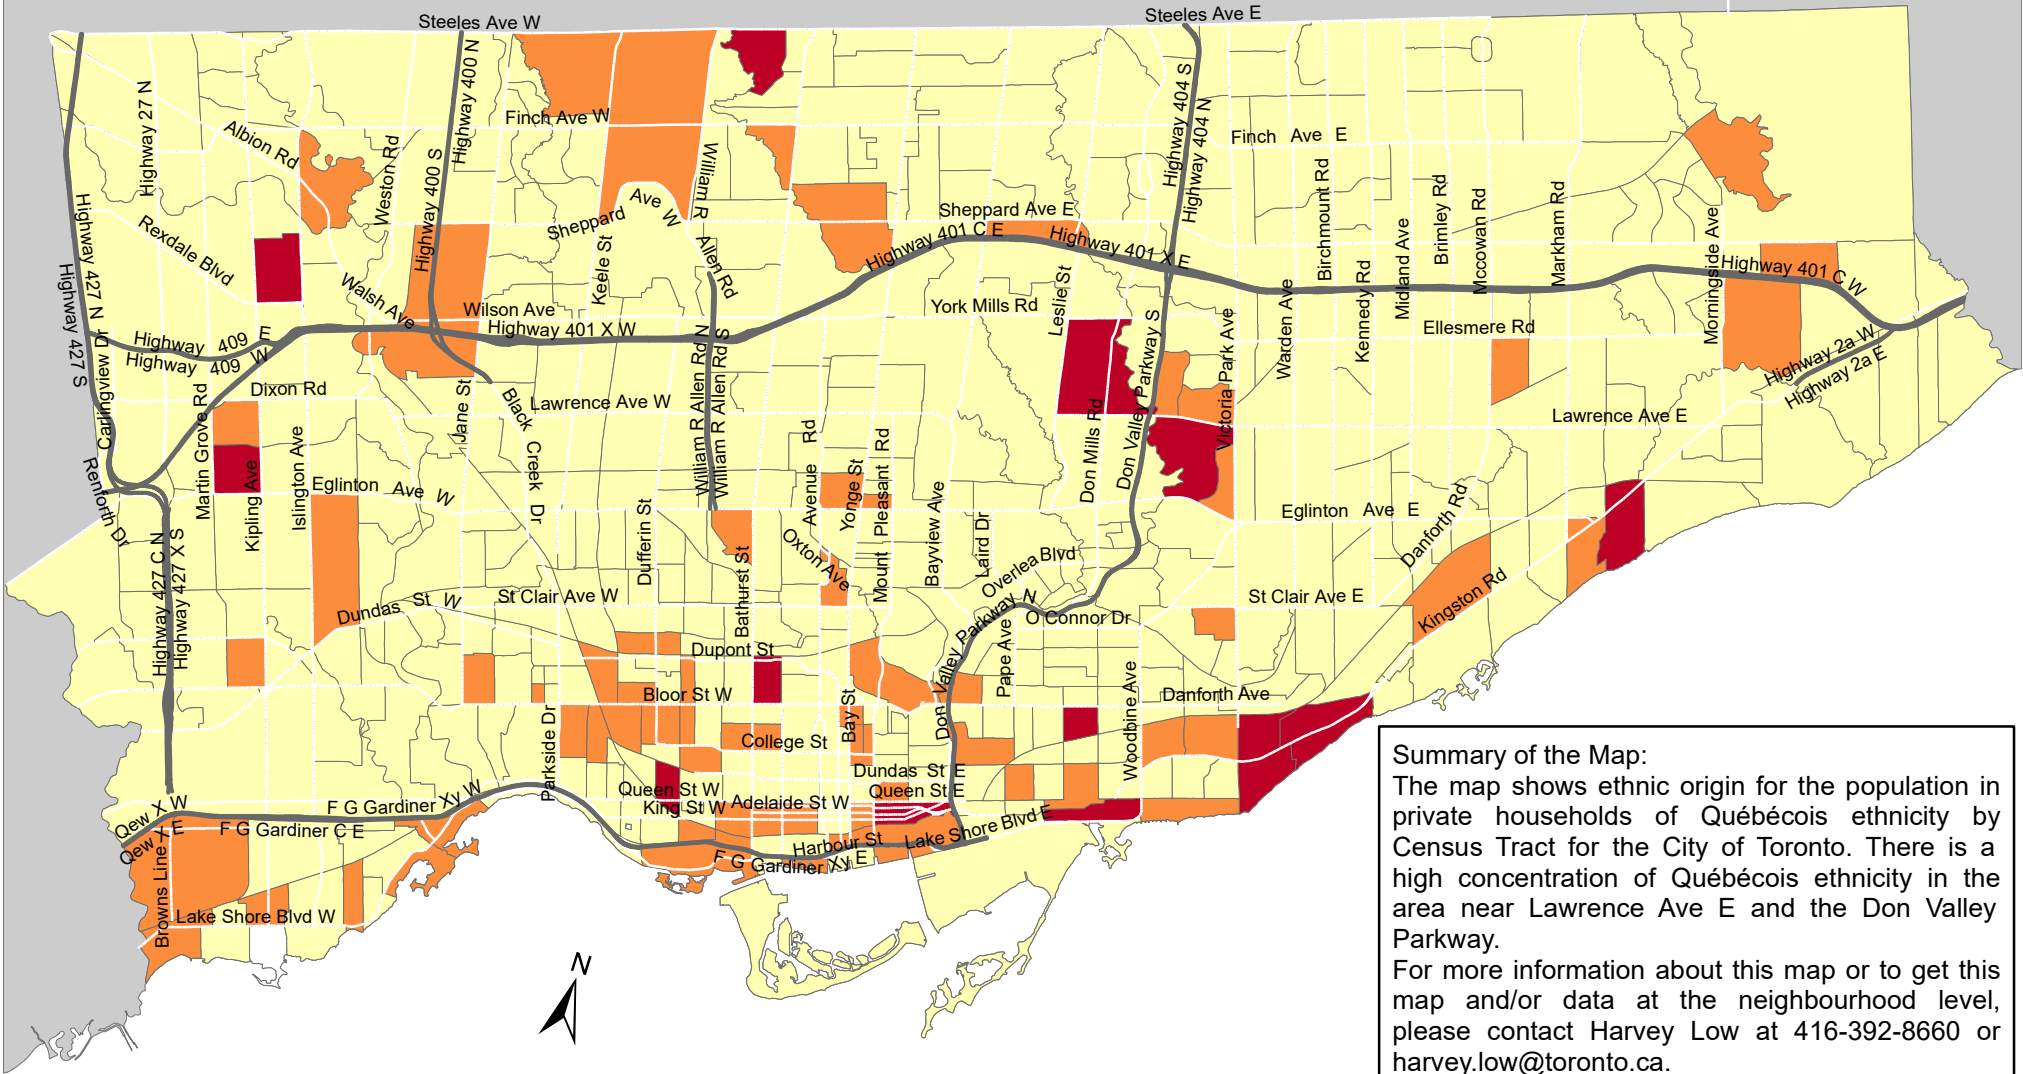 Steeles Ave W
Steeles Ave E
Highway 27 N
Albion Rd
Weston Rd
Highway 400 N
Highway 400 S
Finch Ave W
William R Allen Rd
Highway 404 S
Highway 404 N
Finch Ave E
Birchmount Rd
Brimley Rd
Mccowan Rd
Markham Rd
Midland Ave
Kennedy Rd
Warden Ave
Morningside Ave
Highway 427 N
Highway 427 S
Rexdale Blvd
Walsh Ave
Sheppard Ave W
Keele St
Sheppard Ave E
Highway 401 C E
Highway 401 X E
Highway 401 C W
Leslie St
York Mills Rd
Wilson Ave
Highway 401 X W
Ellesmere Rd
Highway 409 E
Highway 409 W
Highway 2a W
Highway 2a E
Carlingview Dr
Martin Grove Rd
Dixon Rd
Jane St
Black Creek Dr
Lawrence Ave W
William R Allen Rd N
William R Allen Rd S
Avenue Rd
Yonge St
Mount Pleasant Rd
Don Mills Rd
Don Valley Parkway S
Victoria Park Ave
Lawrence Ave E
Renforth Dr
Kipling Ave
Islington Ave
Eglinton Ave W
Dufferin St
Bathurst St
Oxton Ave
Bayview Ave
Laird Dr
Overlea Blvd
Eglinton Ave E
Danforth Rd
Highway 427 C N
Highway 427 X S
Dundas St W
St Clair Ave W
Don Valley Parkway N
O Connor Dr
St Clair Ave E
Kingston Rd
Dupont St
Bloor St W
Bay St
Pape Ave
Woodbine Ave
Danforth Ave
Parkside Dr
College St
Dundas St E
Queen St W
Queen St E
King St W
Adelaide St W
Qew X W
Qew X E
F G Gardiner Xy W
F G Gardiner C E
Harbour St
Lake Shore Blvd E
F G Gardiner Xy E
Browns Line
Lake Shore Blvd W
N
Summary of the Map:
The map shows ethnic origin for the population in
private households of Québécois ethnicity by
Census Tract for the City of Toronto. There is a
high concentration of Québécois ethnicity in the
area near Lawrence Ave E and the Don Valley
Parkway.
For more information about this map or to get this
map and/or data at the neighbourhood level,
please contact Harvey Low at 416-392-8660 or
harvey.low@toronto.ca.